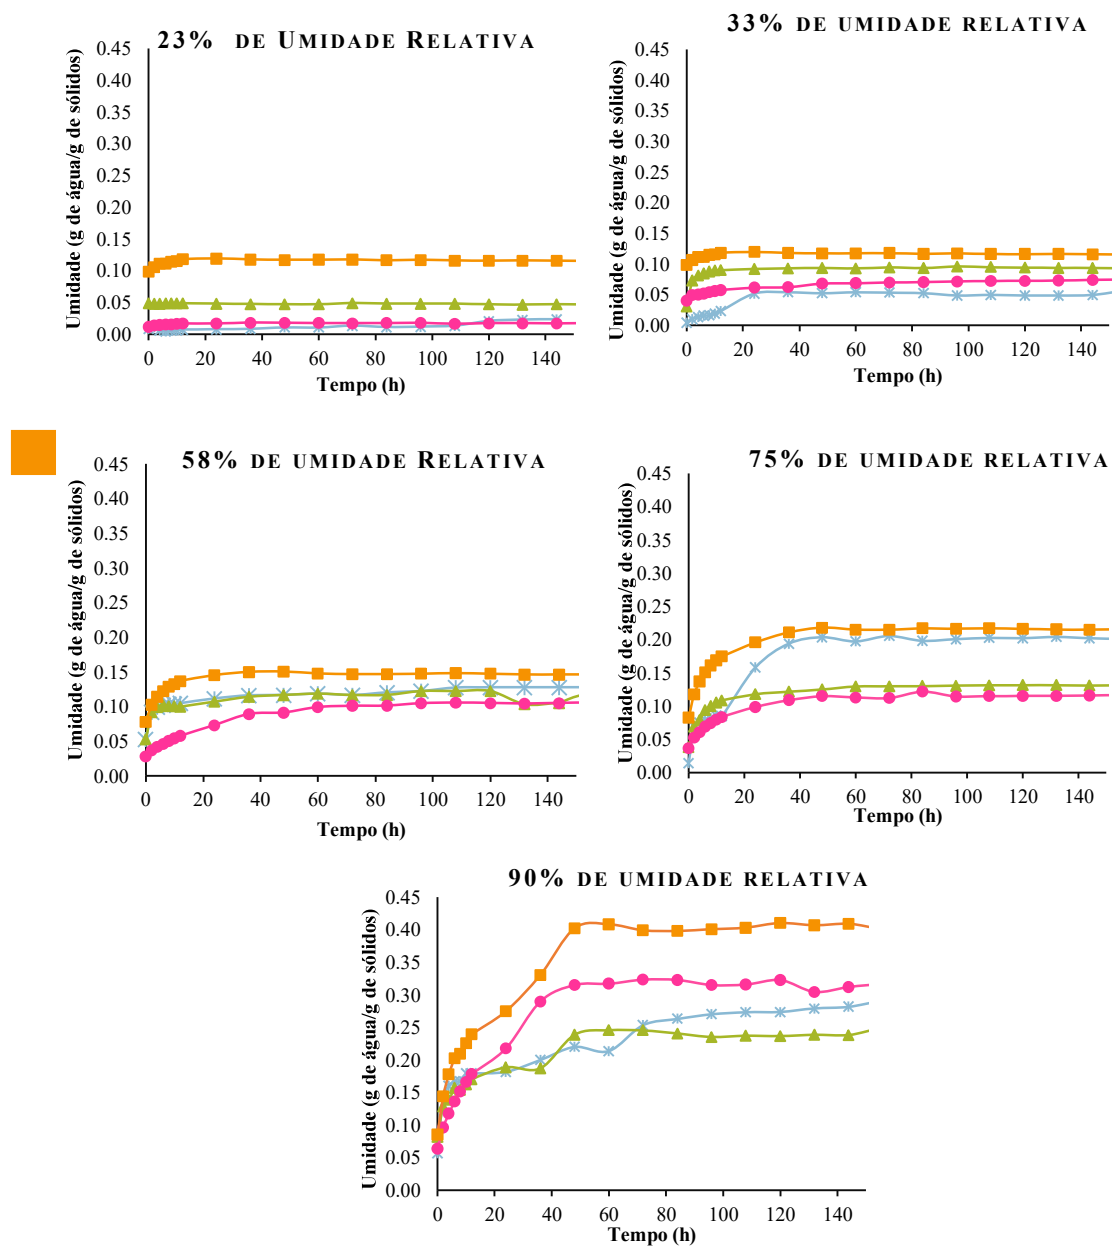 23% DE UMIDADE RELATIVA
0.45
0.40
0.35
0.30
0.25
0.20
0.15
0.10
0.05
0.00
Umidade (g de água/g de sólidos)
0 20 40 60 80 100 120 140
Tempo (h)
33% DE UMIDADE RELATIVA
0.45
0.40
0.35
0.30
0.25
0.20
0.15
0.10
0.05
0.00
Umidade (g de água/g de sólidos)
0 20 40 60 80 100 120 140
Tempo (h)
58% DE UMIDADE RELATIVA
0.45
0.40
0.35
0.30
0.25
0.20
0.15
0.10
0.05
0.00
Umidade (g de água/g de sólidos)
0 20 40 60 80 100 120 140
Tempo (h)
75% DE UMIDADE RELATIVA
0.45
0.40
0.35
0.30
0.25
0.20
0.15
0.10
0.05
0.00
Umidade (g de água/g de sólidos)
0 20 40 60 80 100 120 140
Tempo (h)
90% DE UMIDADE RELATIVA
0.45
0.40
0.35
0.30
0.25
0.20
0.15
0.10
0.05
0.00
Umidade (g de água/g de sólidos)
0 20 40 60 80 100 120 140
Tempo (h)